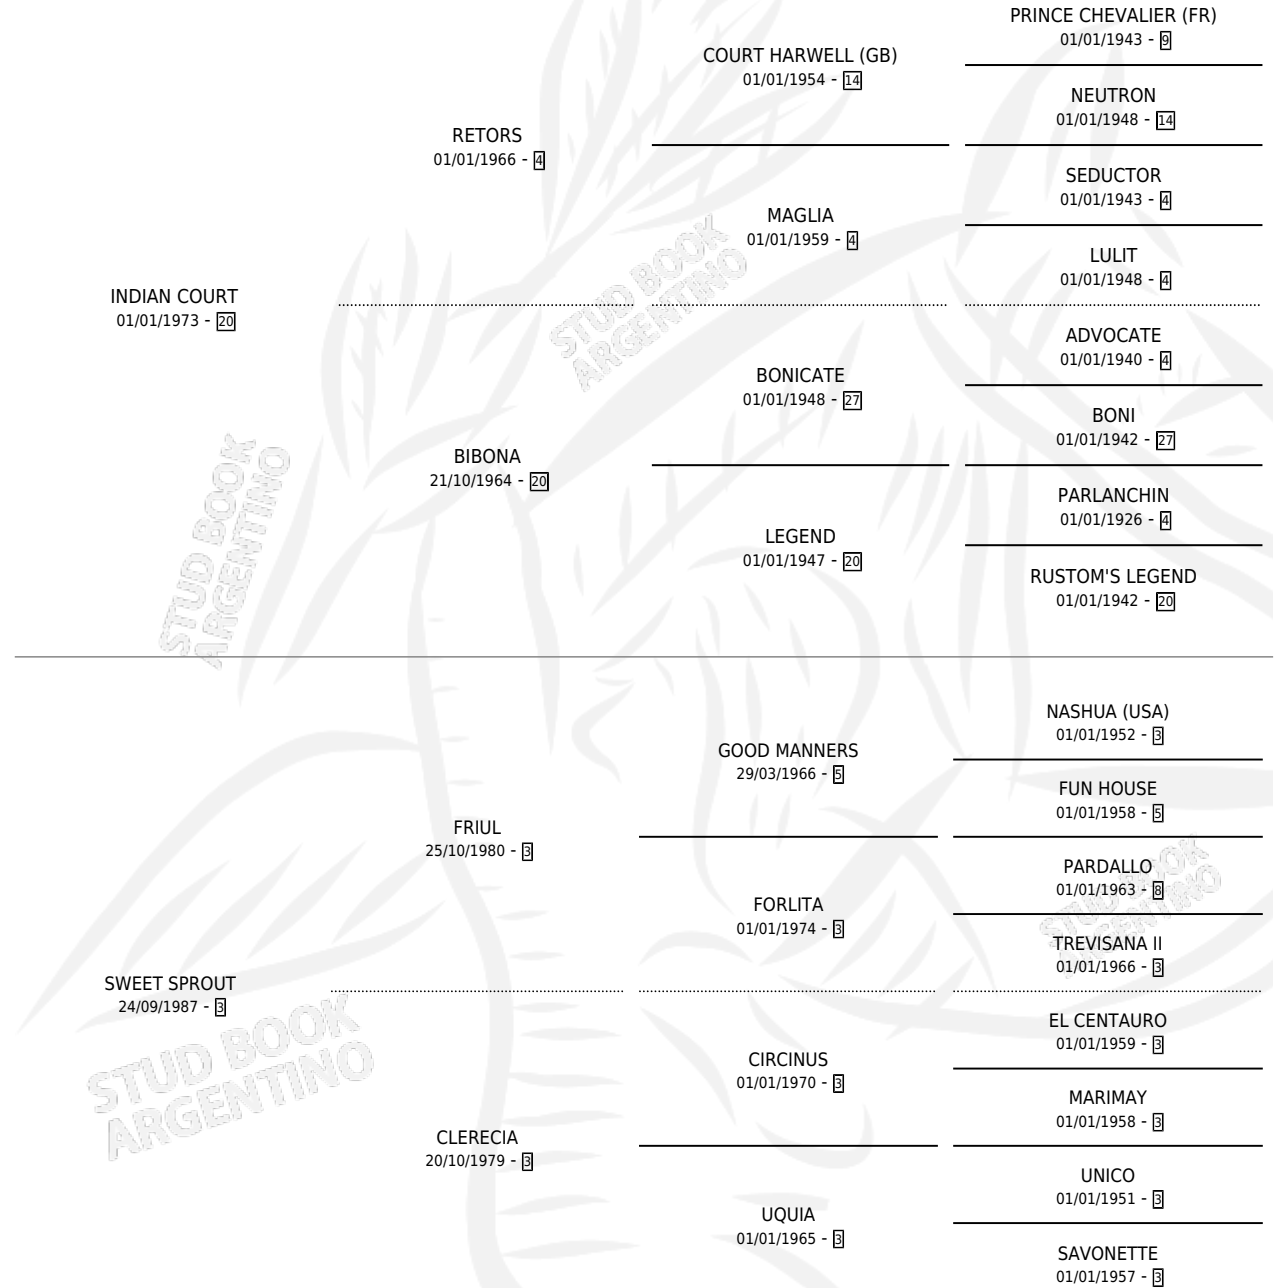 PRINCE CHEVALIER (FR)
01/01/1943 - 9
COURT HARWELL (GB)
01/01/1954 - 14
NEUTRON
01/01/1948 - 14
RETORS
01/01/1966 - 4
SEDUCTOR
01/01/1943 - 4
MAGLIA
01/01/1959 - 4
LULIT
01/01/1948 - 4
INDIAN COURT
01/01/1973 - 20
ADVOCATE
01/01/1940 - 4
BONICATE
01/01/1948 - 27
BONI
01/01/1942 - 27
BIBONA
21/10/1964 - 20
PARLANCHIN
01/01/1926 - 4
LEGEND
01/01/1947 - 20
RUSTOM'S LEGEND
01/01/1942 - 20
NASHUA (USA)
01/01/1952 - 3
GOOD MANNERS
29/03/1966 - 5
FUN HOUSE
01/01/1958 - 5
FRIUL
25/10/1980 - 3
PARDALLO
01/01/1963 - 8
FORLITA
01/01/1974 - 3
TREVISANA II
01/01/1966 - 3
SWEET SPROUT
24/09/1987 - 3
EL CENTAURO
01/01/1959 - 3
CIRCINUS
01/01/1970 - 3
MARIMAY
01/01/1958 - 3
CLERECIA
20/10/1979 - 3
UNICO
01/01/1951 - 3
UQUIA
01/01/1965 - 3
SAVONETTE
01/01/1957 - 3
STUD BOOK
ARGENTINO
STUD BOOK
ARGENTINO
STUD BOOK
ARGENTINO
STUD BOOK
ARGENTINO